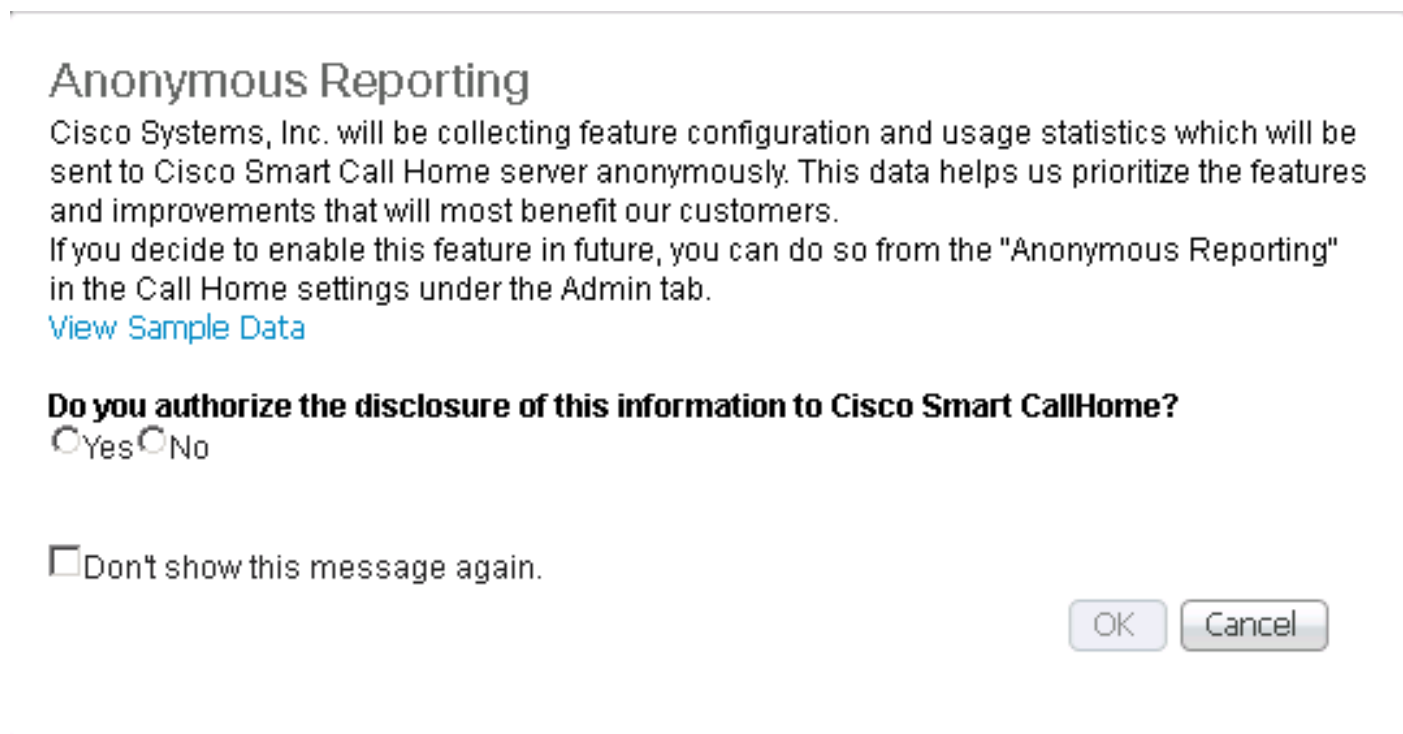 Anonymous Reporting
Cisco Systems, Inc. will be collecting feature configuration and usage statistics which will be
sent to Cisco Smart Call Home server anonymously. This data helps us prioritize the features
and improvements that will most benefit our customers.
If you decide to enable this feature in future, you can do so from the "Anonymous Reporting"
in the Call Home settings under the Admin tab.
View Sample Data
Do you authorize the disclosure of this information to Cisco Smart CallHome?
Yes No
Don't show this message again.
OK Cancel